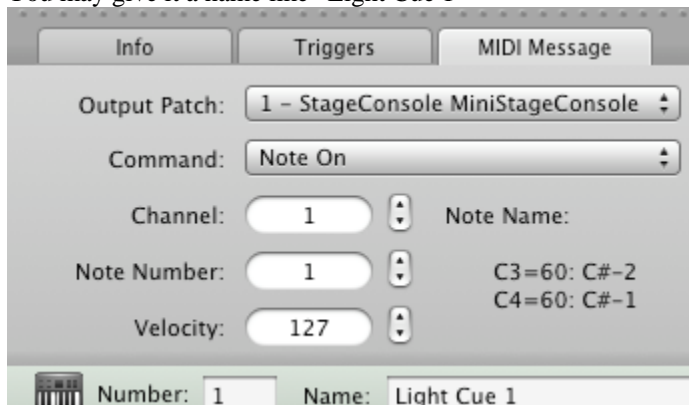 You may give it a name like "Light Cue 1"
Info Triggers MIDI Message
Output Patch: 1 – StageConsole MiniStageConsole
Command: Note On
Channel: 1 Note Name:
Note Number: 1 C3=60: C#–2
C4=60: C#–1
Velocity: 127
Number: 1 Name: Light Cue 1